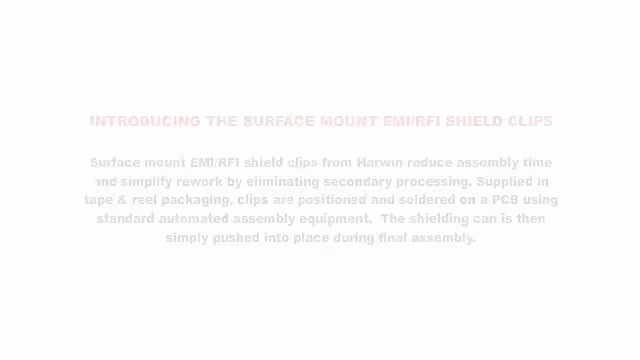 INTRODUCING THE SURFACE MOUNT EMI/RFI SHIELD CLIPS
Surface mount EMI/RFI shield clips from Harwin reduce assembly time
and simplify rework by eliminating secondary processing. Supplied in
tape & reel packaging, clips are positioned and soldered on a PCB using
standard automated assembly equipment.  The shielding can is then
simply pushed into place during final assembly.